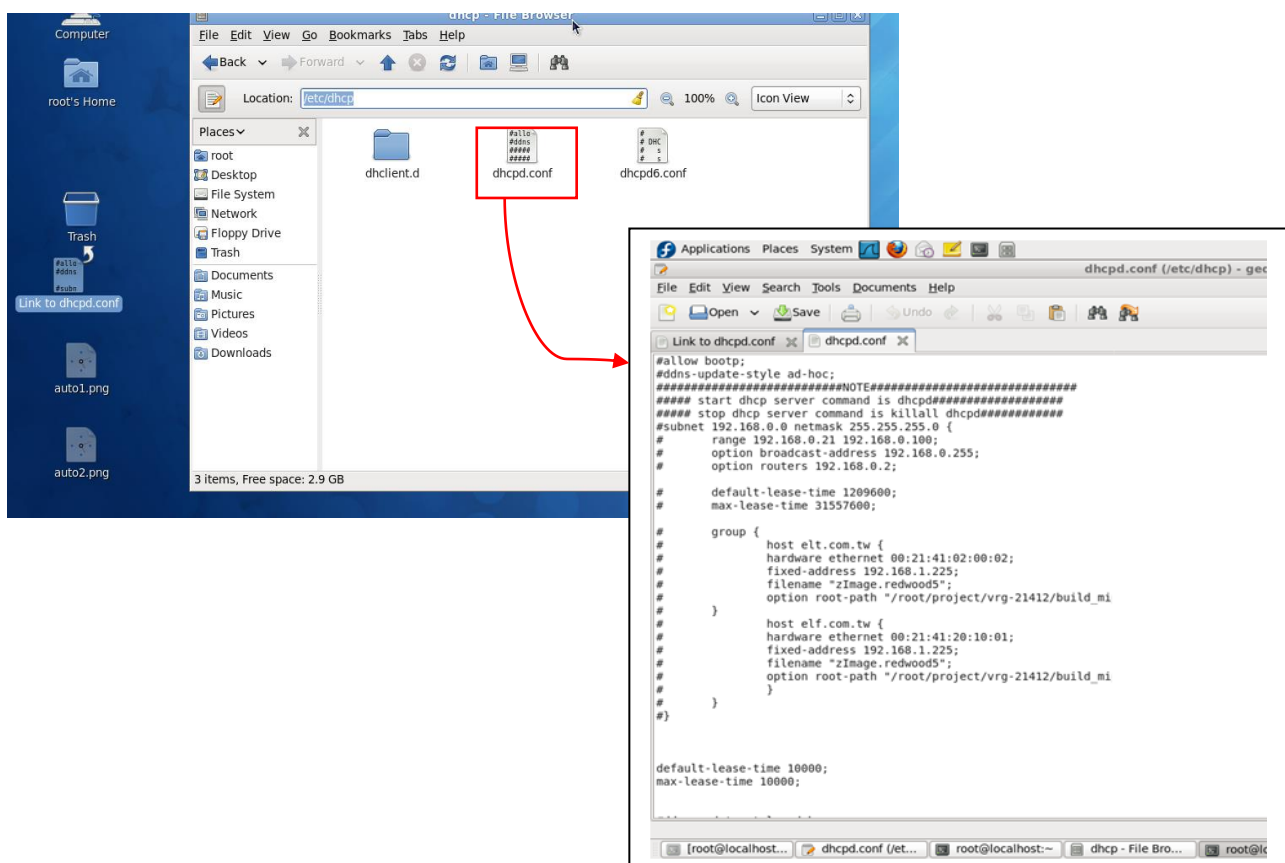 dhcp - File Browser
Computer
File Edit View Go Bookmarks Tabs Help
Back Forward
root's Home
Location: /etc/dhcp 100% Icon View
Places
root
Desktop
File System
Network
Floppy Drive
Trash
Documents
Music
Pictures
Videos
Downloads
#allo
#ddns
#####
#####
dhclient.d dhcpd.conf dhcpd6.conf
#
# DHC
# s
# s
Trash
#allo
#ddns
#subn
Link to dhcpd.conf
auto1.png
auto2.png
3 items, Free space: 2.9 GB
Applications Places System
dhcpd.conf (/etc/dhcp) - ged
File Edit View Search Tools Documents Help
Open Save Undo
Link to dhcpd.conf dhcpd.conf
#allow bootp;
#ddns-update-style ad-hoc;
###########################NOTE##############################
##### start dhcp server command is dhcpd###################
##### stop dhcp server command is killall dhcpd############
#subnet 192.168.0.0 netmask 255.255.255.0 {
# range 192.168.0.21 192.168.0.100;
# option broadcast-address 192.168.0.255;
# option routers 192.168.0.2;
# default-lease-time 1209600;
# max-lease-time 31557600;
# group {
# host elt.com.tw {
# hardware ethernet 00:21:41:02:00:02;
# fixed-address 192.168.1.225;
# filename "zImage.redwood5";
# option root-path "/root/project/vrg-21412/build_mi
# }
# host elf.com.tw {
# hardware ethernet 00:21:41:20:10:01;
# fixed-address 192.168.1.225;
# filename "zImage.redwood5";
# option root-path "/root/project/vrg-21412/build_mi
# }
# }
#}
default-lease-time 10000;
max-lease-time 10000;
[root@localhost... dhcpd.conf (/et... root@localhost:~ dhcp - File Bro... root@lo